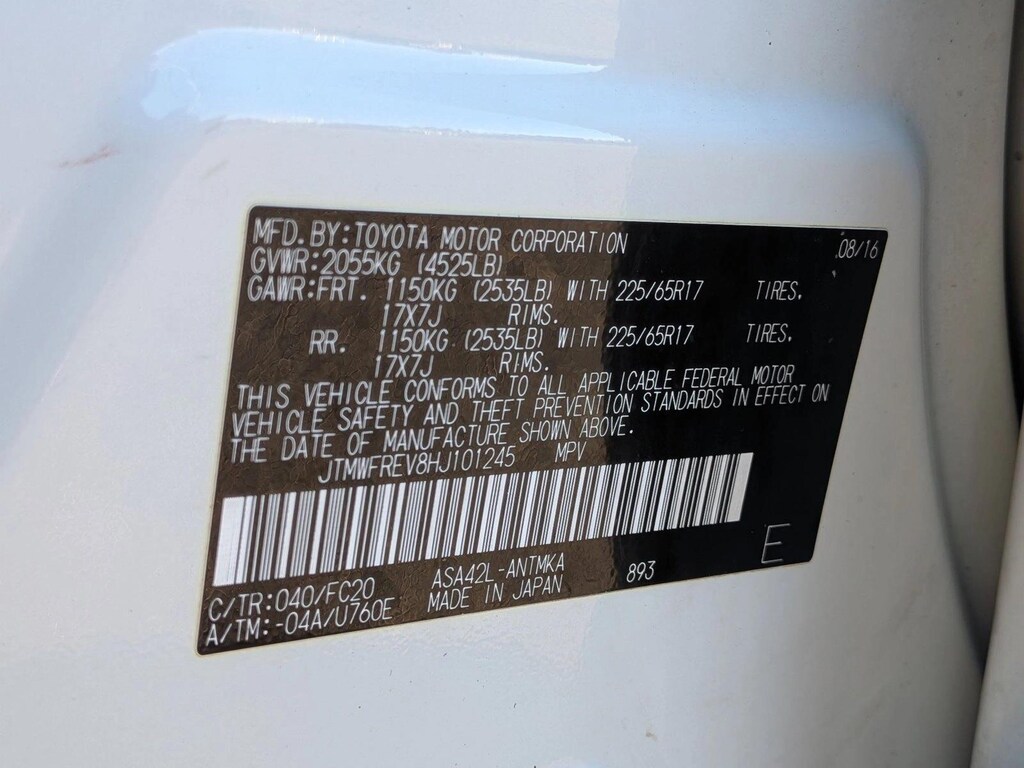 MFD. BY: TOYOTA MOTOR CORPORATION 08/16
GVWR: 2055KG (4525LB)
GAWR: FRT. 1150KG (2535LB) WITH 225/65R17 TIRES,
17X7J RIMS.
RR. 1150KG (2535LB) WITH 225/65R17 TIRES,
17X7J RIMS.
THIS VEHICLE CONFORMS TO ALL APPLICABLE FEDERAL MOTOR
VEHICLE SAFETY AND THEFT PREVENTION STANDARDS IN EFFECT ON
THE DATE OF MANUFACTURE SHOWN ABOVE.
JTMWFREV8HJ101245 MPV
E
C/TR: 040/FC20 ASA42L-ANTMKA 893
A/TM: -04A/U760E MADE IN JAPAN